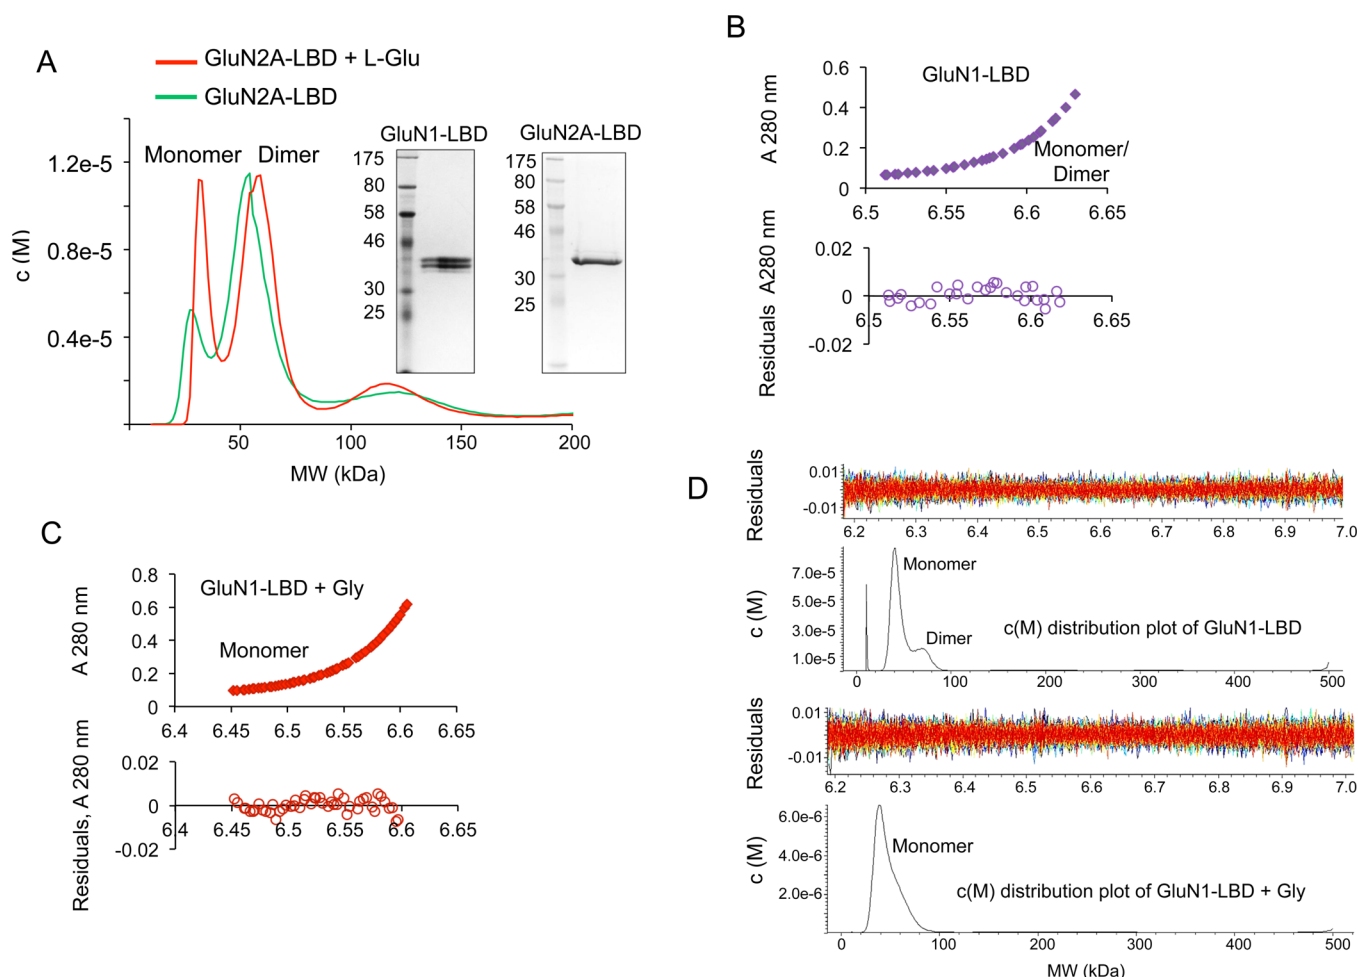 A
GluN2A-LBD + L-Glu
GluN2A-LBD
Monomer Dimer
1.2e-5
0.8e-5
0.4e-5
c (M)
50 100 150 200
MW (kDa)
GluN1-LBD
175
80
58
46
30
25
GluN2A-LBD
175
80
58
46
30
25
B
GluN1-LBD
Monomer/
Dimer
A 280 nm
0.6
0.4
0.2
0
6.5 6.55 6.6 6.65
Residuals A280 nm
0.02
0
-0.02
6.5 6.55 6.6 6.65
C
GluN1-LBD + Gly
Monomer
A 280 nm
0.8
0.6
0.4
0.2
0
6.4 6.45 6.5 6.55 6.6 6.65
Residuals, A 280 nm
0.02
0
-0.02
6.4 6.45 6.5 6.55 6.6 6.65
D
Residuals
0.01
-0.01
6.2 6.3 6.4 6.5 6.6 6.7 6.8 6.9 7.0
c (M)
7.0e-5
5.0e-5
3.0e-5
1.0e-5
Monomer
Dimer
c(M) distribution plot of GluN1-LBD
0 100 200 300 400 500
Residuals
0.01
-0.01
6.2 6.3 6.4 6.5 6.6 6.7 6.8 6.9 7.0
c (M)
6.0e-6
4.0e-6
2.0e-6
Monomer
c(M) distribution plot of GluN1-LBD + Gly
0 100 200 300 400 500
MW (kDa)